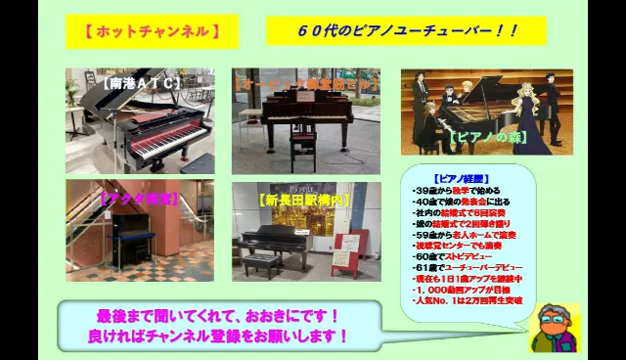 【ホットチャンネル】
６０代のピアノユーチューバー！！
【南港ＡＴＣ】
【ピアノの森】
【新長田駅構内】
【ピアノ経歴】
・39歳から独学で始める
・40歳で娘の発表会に出る
・社内の結婚式で8回演奏
・娘の結婚式で2回弾き語り
・59歳から老人ホームで演奏
・視聴覚センターでも演奏
・60歳でストピデビュー
・61歳でユーチューバーデビュー
・現在も1日1曲アップを継続中
・1，000動画アップが目標
・人気No．1は2万回再生突破
最後まで聞いてくれて、おおきにです！
良ければチャンネル登録をお願いします！